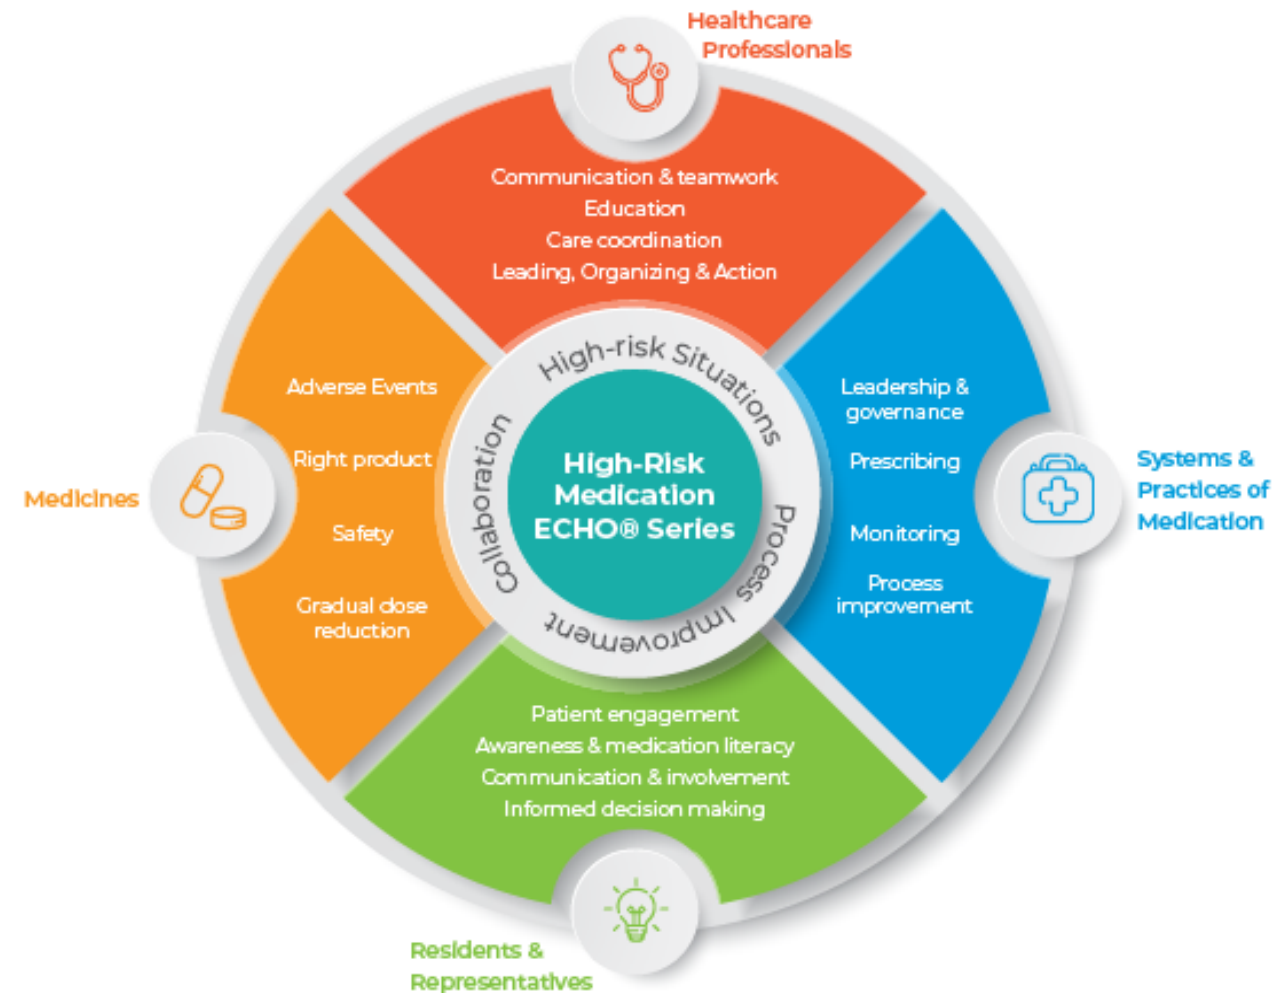 Healthcare
Professionals
Communication & teamwork
Education
Care coordination
Leading, Organizing & Action
Medicines
Adverse Events
Right product
Safety
Gradual dose
reduction
High-risk Situations
Process Improvement
Collaboration
High-Risk
Medication
ECHO® Series
Leadership &
governance
Prescribing
Monitoring
Process
improvement
Systems &
Practices of
Medication
Patient engagement
Awareness & medication literacy
Communication & involvement
Informed decision making
Residents &
Representatives